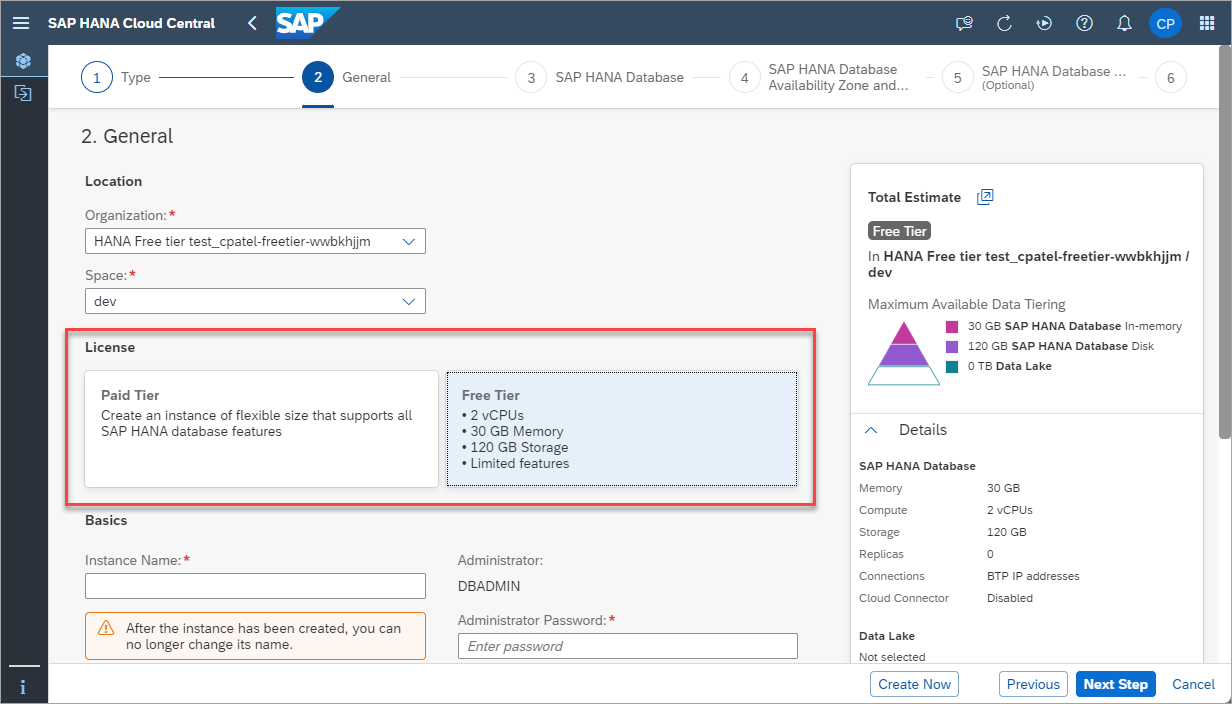 SAP HANA Cloud Central
SAP
CP
1 Type
2 General
3 SAP HANA Database
4 SAP HANA Database
Availability Zone and...
5 SAP HANA Database ...
(Optional)
6
2. General
Location
Organization:*
HANA Free tier test_cpatel-freetier-wwbkhjjm
Space:*
dev
License
Paid Tier
Create an instance of flexible size that supports all
SAP HANA database features
Free Tier
• 2 vCPUs
• 30 GB Memory
• 120 GB Storage
• Limited features
Basics
Instance Name:*
After the instance has been created, you can
no longer change its name.
Administrator:
DBADMIN
Administrator Password:*
Enter password
Total Estimate
Free Tier
In HANA Free tier test_cpatel-freetier-wwbkhjjm /
dev
Maximum Available Data Tiering
30 GB SAP HANA Database In-memory
120 GB SAP HANA Database Disk
0 TB Data Lake
Details
SAP HANA Database
Memory 30 GB
Compute 2 vCPUs
Storage 120 GB
Replicas 0
Connections BTP IP addresses
Cloud Connector Disabled
Data Lake
Not selected
Create Now
Previous
Next Step
Cancel